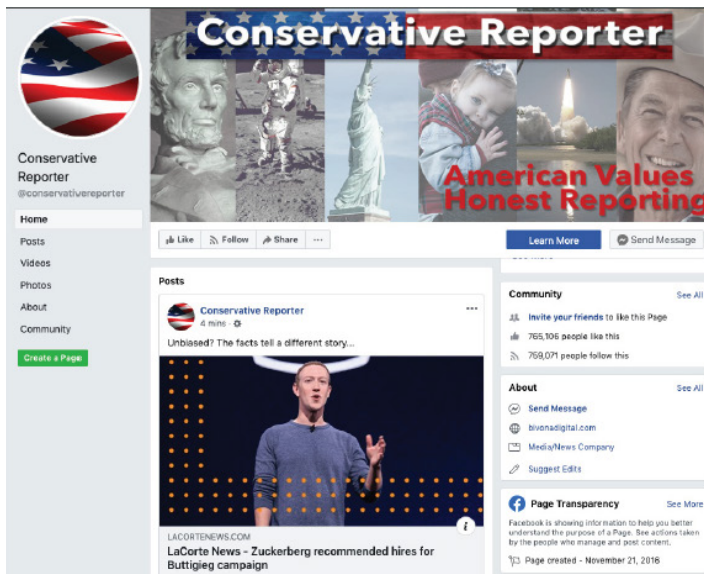 Conservative Reporter
American Values
Honest Reporting
Conservative
Reporter
@conservativereporter
Home
Posts
Videos
Photos
About
Community
Create a Page
Like
Follow
Share
...
Learn More
Send Message
Posts
Conservative Reporter
4 mins ·
Unbiased? The facts tell a different story...
LACORTENEWS.COM
LaCorte News - Zuckerberg recommended hires for
Buttigieg campaign
Community
See All
Invite your friends to like this Page
765,106 people like this
759,071 people follow this
About
See All
Send Message
bivonadigital.com
Media/News Company
Suggest Edits
Page Transparency
See More
Facebook is showing information to help you better
understand the purpose of a Page. See actions taken
by the people who manage and post content.
Page created - November 21, 2016